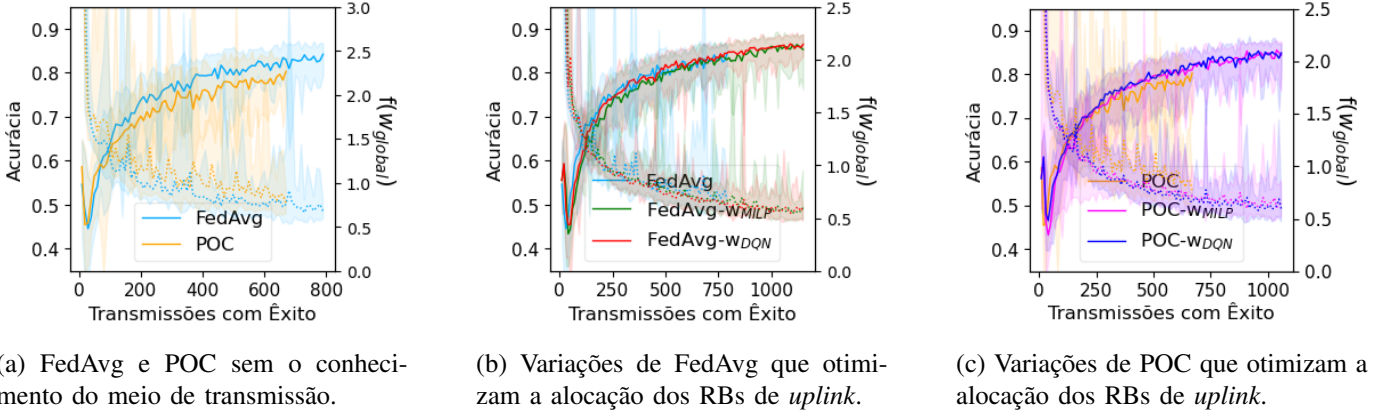 0.9
0.8
0.7
0.6
0.5
0.4
Acurácia
3.0
2.5
2.0
1.5
1.0
0.5
0.0
f(w_global)
FedAvg
POC
0 200 400 600 800
Transmissões com Êxito
0.9
0.8
0.7
0.6
0.5
0.4
Acurácia
2.5
2.0
1.5
1.0
0.5
0.0
f(w_global)
FedAvg
FedAvg-w_MILP
FedAvg-w_DQN
0 250 500 750 1000
Transmissões com Êxito
0.9
0.8
0.7
0.6
0.5
0.4
Acurácia
2.5
2.0
1.5
1.0
0.5
0.0
f(w_global)
POC
POC-w_MILP
POC-w_DQN
0 250 500 750 1000
Transmissões com Êxito
(a) FedAvg e POC sem o conheci-
mento do meio de transmissão.
(b) Variações de FedAvg que otimi-
zam a alocação dos RBs de uplink.
(c) Variações de POC que otimizam a
alocação dos RBs de uplink.